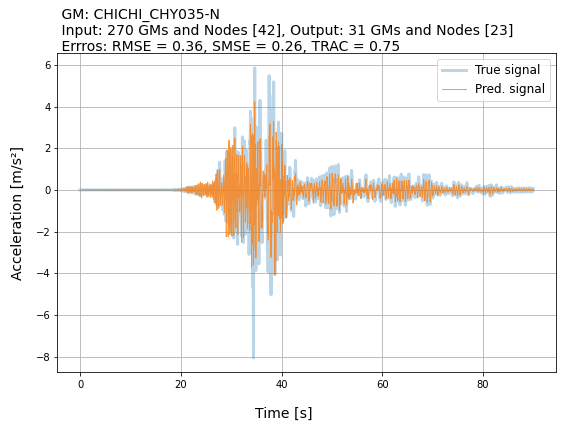 GM: CHICHI_CHY035-N
Input: 270 GMs and Nodes [42], Output: 31 GMs and Nodes [23]
Errros: RMSE = 0.36, SMSE = 0.26, TRAC = 0.75
True signal
Pred. signal
6
4
2
0
−2
−4
−6
−8
Acceleration [m/s²]
0 20 40 60 80
Time [s]